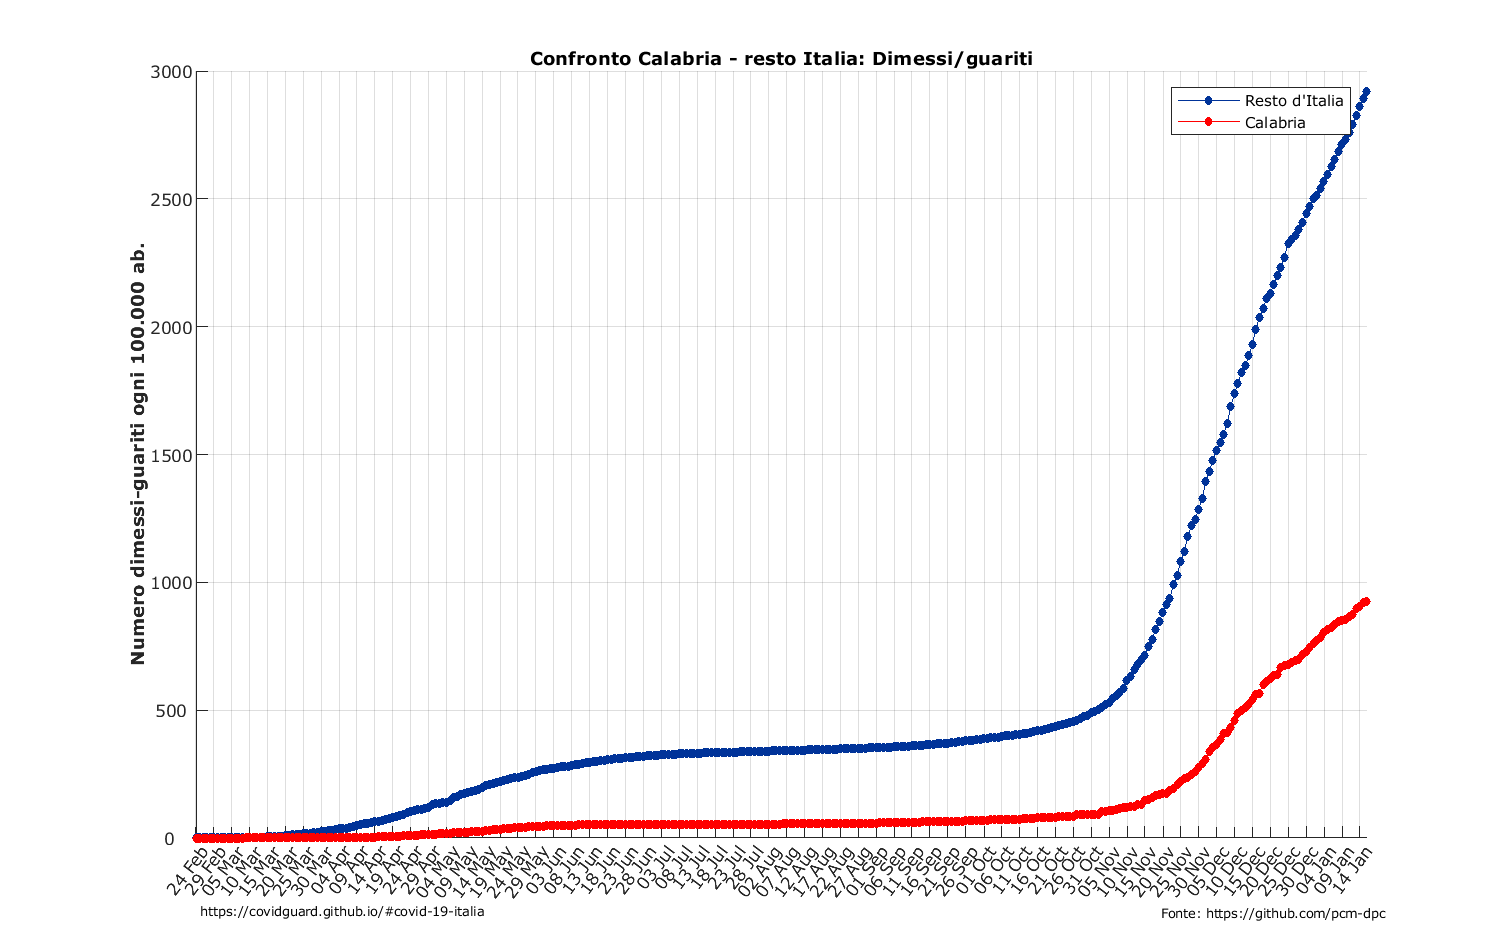 Confronto Calabria - resto Italia: Dimessi/guariti
Resto d'Italia
Calabria
Numero dimessi-guariti ogni 100.000 ab.
3000
2500
2000
1500
1000
500
0
24 Feb
29 Feb
05 Mar
10 Mar
15 Mar
20 Mar
25 Mar
30 Mar
04 Apr
09 Apr
14 Apr
19 Apr
24 Apr
29 Apr
04 May
09 May
14 May
19 May
24 May
29 May
03 Jun
08 Jun
13 Jun
18 Jun
23 Jun
28 Jun
03 Jul
08 Jul
13 Jul
18 Jul
23 Jul
28 Jul
02 Aug
07 Aug
12 Aug
17 Aug
22 Aug
27 Aug
01 Sep
06 Sep
11 Sep
16 Sep
21 Sep
26 Sep
01 Oct
06 Oct
11 Oct
16 Oct
21 Oct
26 Oct
31 Oct
05 Nov
10 Nov
15 Nov
20 Nov
25 Nov
30 Nov
05 Dec
10 Dec
15 Dec
20 Dec
25 Dec
30 Dec
04 Jan
09 Jan
14 Jan
https://covidguard.github.io/#covid-19-italia
Fonte: https://github.com/pcm-dpc